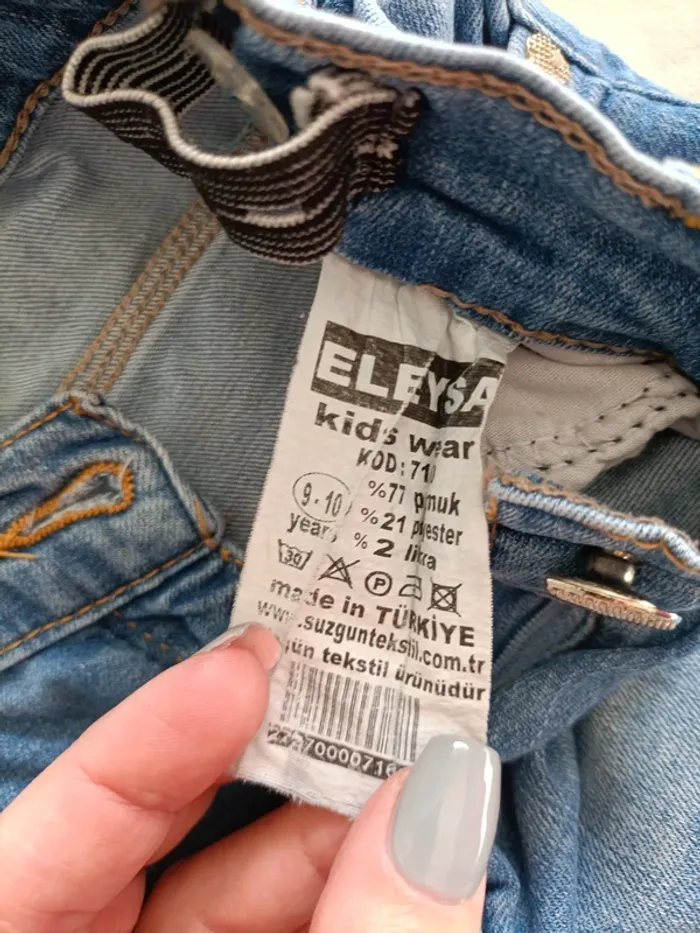 ELEYSA
kids wear
KOD:710
9-10 %77 pamuk
years %21 polyester
%2 likra
30 P
made in TÜRKİYE
www.suzguntekstil.com.tr
tekstil ürünüdür